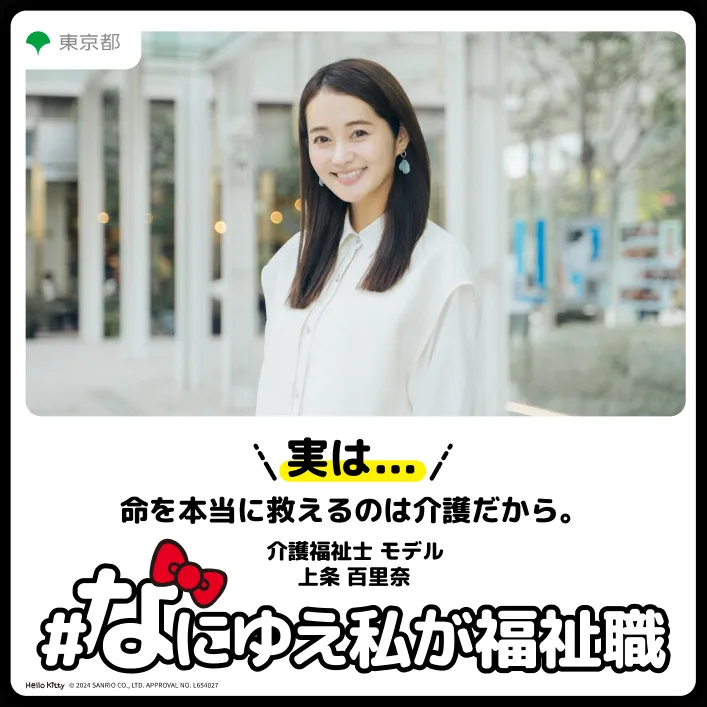 東京都
実は...
命を本当に救えるのは介護だから。
介護福祉士 モデル
上条 百里奈
#なにゆえ私が福祉職
Hello Kitty © 2024 SANRIO CO., LTD. APPROVAL NO. L654027